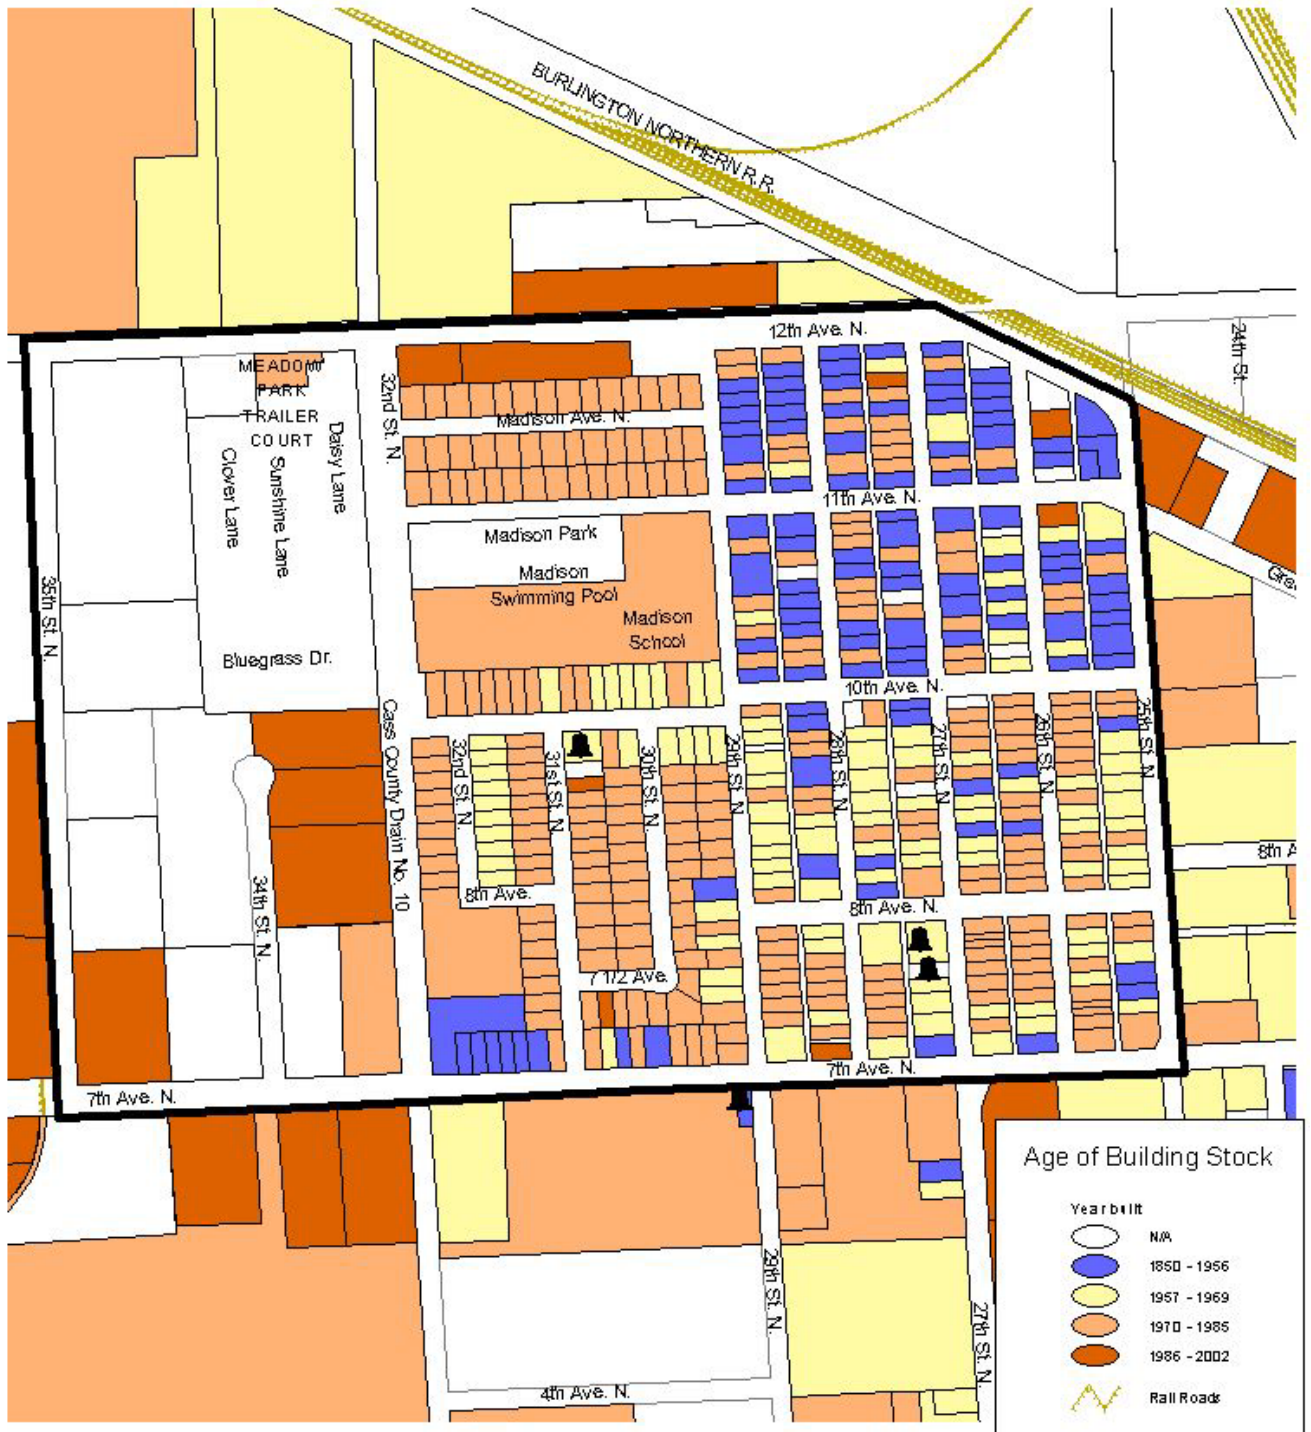 BURLINGTON NORTHERN R.R.
24th St.
12th Ave. N.
MEADOW
PARK
TRAILER
COURT
32nd St. N.
Madison Ave. N.
Daisy Lane
Clover Lane
Sunshine Lane
11th Ave. N.
Madison Park
Madison
Swimming Pool
Madison
School
35th St. N.
Bluegrass Dr.
10th Ave. N.
Cass County Drain No. 10
32nd St. N.
31st St. N.
30th St. N.
29th St. N.
28th St. N.
27th St. N.
26th St. N.
25th St. N.
8th A
34th St. N.
8th Ave.
8th Ave. N.
7 1/2 Ave.
7th Ave. N.
7th Ave. N.
29th St. N.
27th St. N.
4th Ave. N.
Age of Building Stock
Year built
N/A
1850 - 1956
1957 - 1969
1970 - 1985
1986 - 2002
Rail Roads